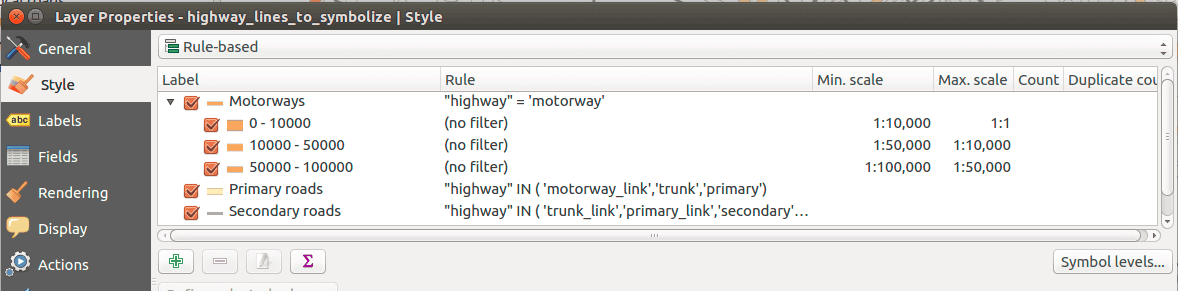 Layer Properties - highway_lines_to_symbolize | Style
General
Style
Labels
Fields
Rendering
Display
Actions
Rule-based
Label Rule Min. scale Max. scale Count Duplicate cou
Motorways "highway" = 'motorway'
0 - 10000 (no filter) 1:10,000 1:1
10000 - 50000 (no filter) 1:50,000 1:10,000
50000 - 100000 (no filter) 1:100,000 1:50,000
Primary roads "highway" IN ( 'motorway_link','trunk','primary')
Secondary roads "highway" IN ( 'trunk_link','primary_link','secondary'…
Symbol levels...